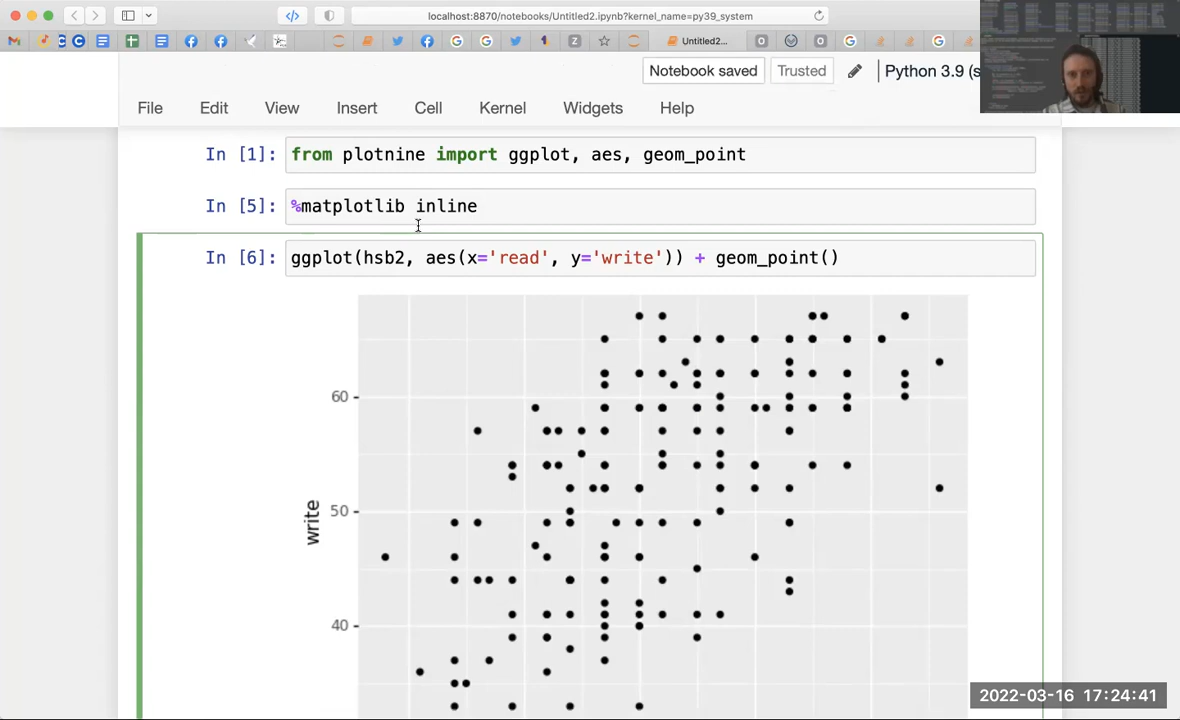 localhost:8870/notebooks/Untitled2.ipynb?kernel_name=py39_system
Untitled2...
Notebook saved
Trusted
Python 3.9 (s
File Edit View Insert Cell Kernel Widgets Help
In [1]: from plotnine import ggplot, aes, geom_point
In [5]: %matplotlib inline
In [6]: ggplot(hsb2, aes(x='read', y='write')) + geom_point()
60
write
50
40
2022-03-16 17:24:41